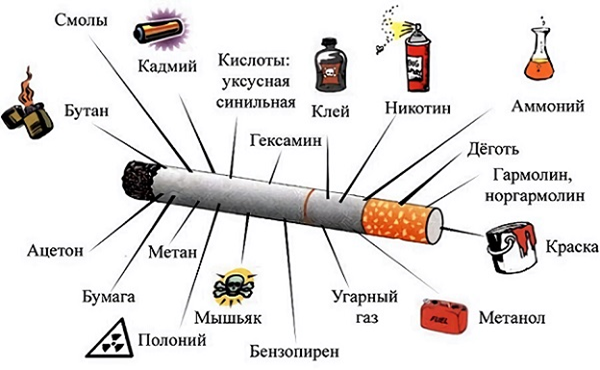 Смолы
Кадмий
Кислоты:
уксусная
синильная
Бутан
Гексамин
Клей
Никотин
Аммоний
Дёготь
Гармолин,
норгармолин
Ацетон
Метан
Краска
Бумага
Мышьяк
Угарный
газ
FUEL
Метанол
Полоний
Бензопирен